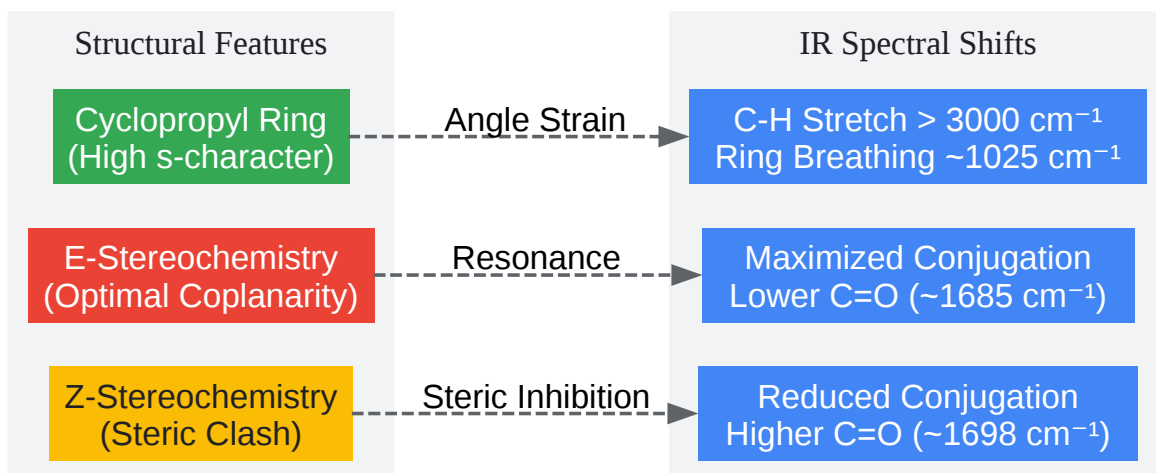 Structural Features
IR Spectral Shifts
Cyclopropyl Ring
(High s-character)
Angle Strain
C-H Stretch > 3000 cm⁻¹
Ring Breathing ~1025 cm⁻¹
E-Stereochemistry
(Optimal Coplanarity)
Resonance
Maximized Conjugation
Lower C=O (~1685 cm⁻¹)
Z-Stereochemistry
(Steric Clash)
Steric Inhibition
Reduced Conjugation
Higher C=O (~1698 cm⁻¹)